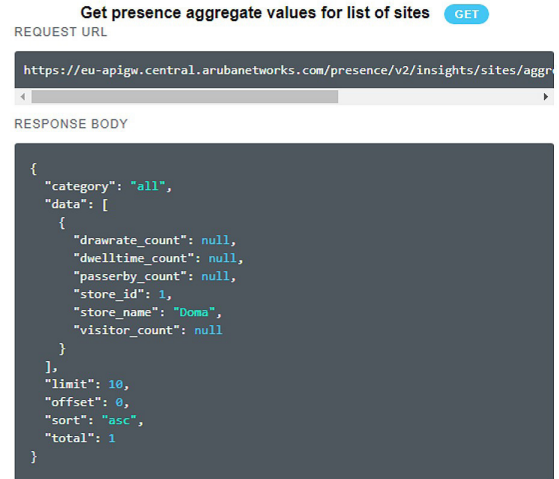 Get presence aggregate values for list of sites GET
REQUEST URL
https://eu-apigw.central.arubanetworks.com/presence/v2/insights/sites/aggr
RESPONSE BODY
{
"category": "all",
"data": [
{
"drawrate_count": null,
"dwelltime_count": null,
"passerby_count": null,
"store_id": 1,
"store_name": "Doma",
"visitor_count": null
}
],
"limit": 10,
"offset": 0,
"sort": "asc",
"total": 1
}